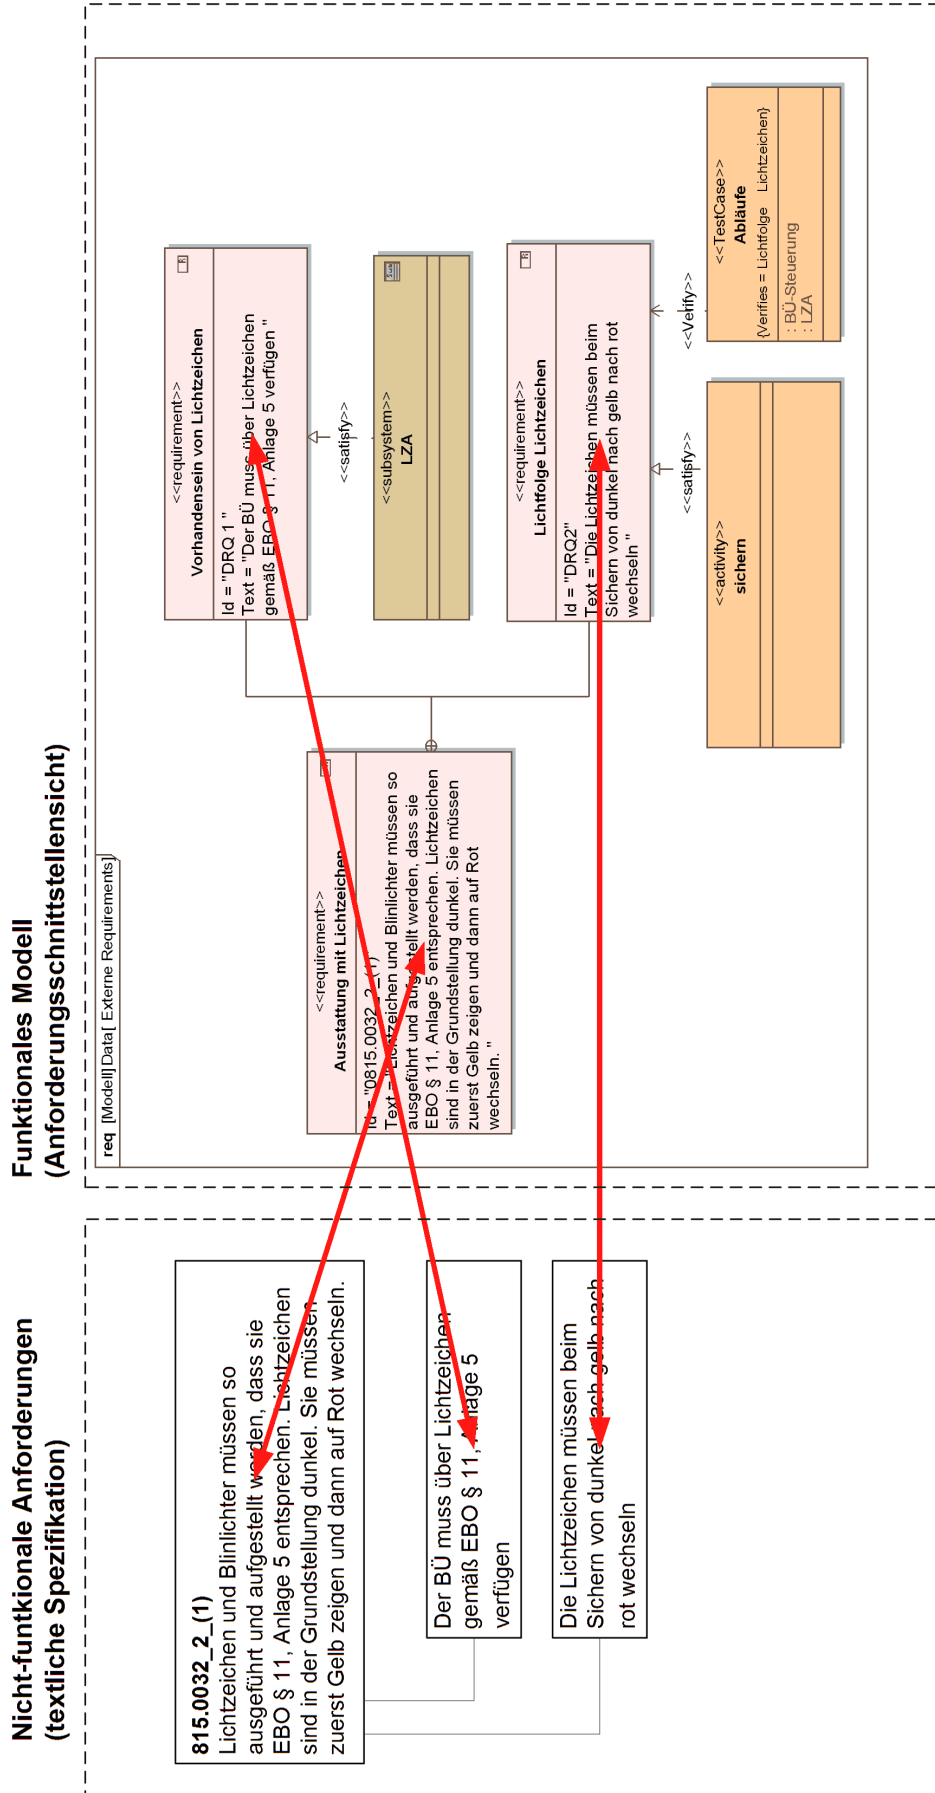 Nicht-funtkionale Anforderungen
(textliche Spezifikation)
815.0032_2_(1)
Lichtzeichen und Blinlichter müssen so
ausgeführt und aufgestellt werden, dass sie
EBO § 11, Anlage 5 entsprechen. Lichtzeichen
sind in der Grundstellung dunkel. Sie müssen
zuerst Gelb zeigen und dann auf Rot wechseln.
Der BÜ muss über Lichtzeichen
gemäß EBO § 11, Anlage 5
verfügen
Die Lichtzeichen müssen beim
Sichern von dunkel nach gelb nach
rot wechseln
Funktionales Modell
(Anforderungsschnittstellensicht)
req [Modell] Data[ Externe Requirements]
<<requirement>>
Ausstattung mit Lichtzeichen
Id = "0815.0032_2_(1)
Text = "Lichtzeichen und Blinlichter müssen so
ausgeführt und aufgestellt werden, dass sie
EBO § 11, Anlage 5 entsprechen. Lichtzeichen
sind in der Grundstellung dunkel. Sie müssen
zuerst Gelb zeigen und dann auf Rot
wechseln. "
<<requirement>>
Vorhandensein von Lichtzeichen
R
Id = "DRQ 1 "
Text = "Der BÜ muss über Lichtzeichen
gemäß EBO § 11, Anlage 5 verfügen "
<<satisfy>>
<<subsystem>>
LZA
Sub
<<requirement>>
Lichtfolge Lichtzeichen
R
Id = "DRQ2"
Text = "Die Lichtzeichen müssen beim
Sichern von dunkel nach gelb nach rot
wechseln "
<<satisfy>>
<<Verify>>
<<activity>>
sichern
<<TestCase>>
Abläufe
{Verifies = Lichtfolge Lichtzeichen}
: BÜ-Steuerung
: LZA